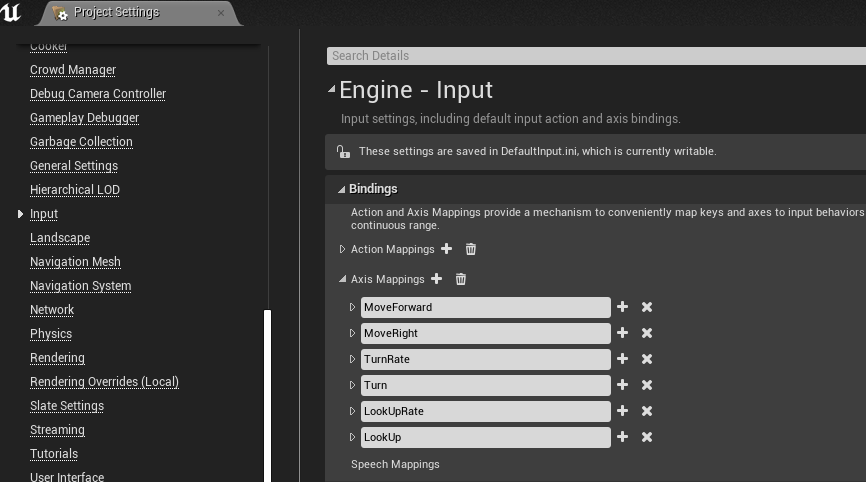 Project Settings
Cooker
Crowd Manager
Debug Camera Controller
Gameplay Debugger
Garbage Collection
General Settings
Hierarchical LOD
Input
Landscape
Navigation Mesh
Navigation System
Network
Physics
Rendering
Rendering Overrides (Local)
Slate Settings
Streaming
Tutorials
User Interface
Search Details
Engine - Input
Input settings, including default input action and axis bindings.
These settings are saved in DefaultInput.ini, which is currently writable.
Bindings
Action and Axis Mappings provide a mechanism to conveniently map keys and axes to input behaviors
continuous range.
Action Mappings
Axis Mappings
MoveForward
MoveRight
TurnRate
Turn
LookUpRate
LookUp
Speech Mappings